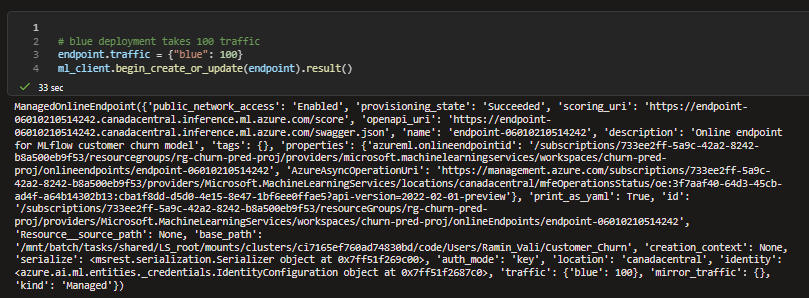 1
2 # blue deployment takes 100 traffic
3 endpoint.traffic = {"blue": 100}
4 ml_client.begin_create_or_update(endpoint).result()
✓ 33 sec
ManagedOnlineEndpoint({'public_network_access': 'Enabled', 'provisioning_state': 'Succeeded', 'scoring_uri': 'https://endpoint-
06010210514242.canadacentral.inference.ml.azure.com/score', 'openapi_uri': 'https://endpoint-
06010210514242.canadacentral.inference.ml.azure.com/swagger.json', 'name': 'endpoint-06010210514242', 'description': 'Online endpoint
for MLflow customer churn model', 'tags': {}, 'properties': {'azureml.onlineendpointid': '/subscriptions/733ee2ff-5a9c-42a2-8242-
b8a500eb9f53/resourcegroups/rg-churn-pred-proj/providers/microsoft.machinelearningservices/workspaces/churn-pred-
proj/onlineendpoints/endpoint-06010210514242', 'AzureAsyncOperationUri': 'https://management.azure.com/subscriptions/733ee2ff-5a9c-
42a2-8242-b8a500eb9f53/providers/Microsoft.MachineLearningServices/locations/canadacentral/mfeOperationsStatus/oe:3f7aaf40-64d3-45cb-
ad4f-a64b14302b13:cba1f8dd-d5d0-4e15-8e47-1bf6ee0ffae5?api-version=2022-02-01-preview'}, 'print_as_yaml': True, 'id':
'/subscriptions/733ee2ff-5a9c-42a2-8242-b8a500eb9f53/resourceGroups/rg-churn-pred-
proj/providers/Microsoft.MachineLearningServices/workspaces/churn-pred-proj/onlineEndpoints/endpoint-06010210514242',
'Resource__source_path': None, 'base_path':
'/mnt/batch/tasks/shared/LS_root/mounts/clusters/ci7165ef760ad74830bd/code/Users/Ramin_Vali/Customer_Churn', 'creation_context': None,
'serialize': <msrest.serialization.Serializer object at 0x7ff51f269c00>, 'auth_mode': 'key', 'location': 'canadacentral', 'identity':
<azure.ai.ml.entities._credentials.IdentityConfiguration object at 0x7ff51f2687c0>, 'traffic': {'blue': 100}, 'mirror_traffic': {},
'kind': 'Managed'})